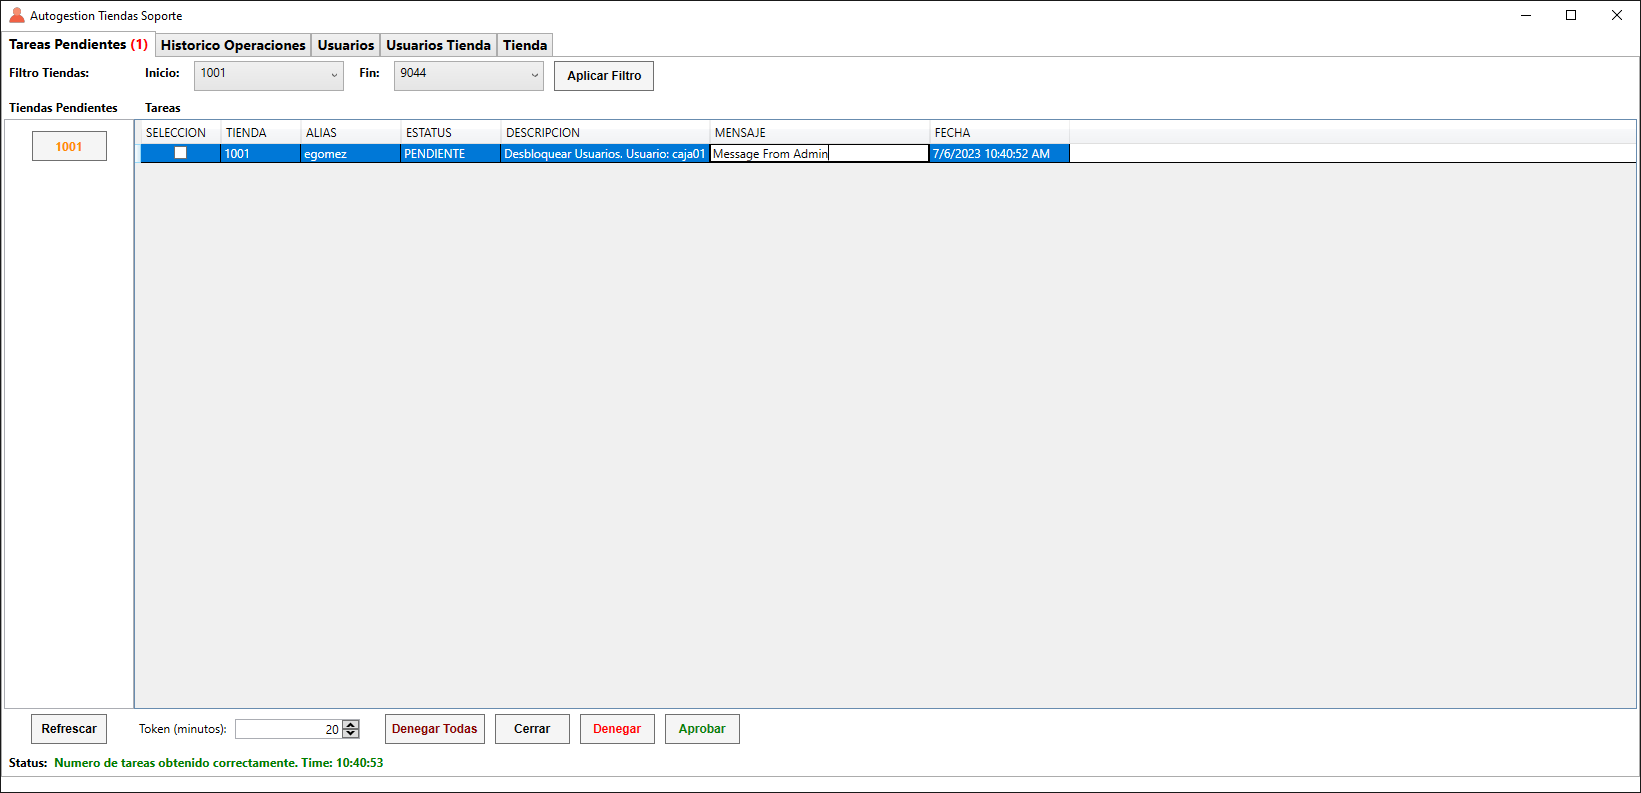 Autogestion Tiendas Soporte
Tareas Pendientes (1) Historico Operaciones Usuarios Usuarios Tienda Tienda
Filtro Tiendas: Inicio: 1001 Fin: 9044 Aplicar Filtro
Tiendas Pendientes Tareas
SELECCION TIENDA ALIAS ESTATUS DESCRIPCION MENSAJE FECHA
1001
1001 egomez PENDIENTE Desbloquear Usuarios. Usuario: caja01 Message From Admin 7/6/2023 10:40:52 AM
Refrescar Token (minutos): 20 Denegar Todas Cerrar Denegar Aprobar
Status: Numero de tareas obtenido correctamente. Time: 10:40:53